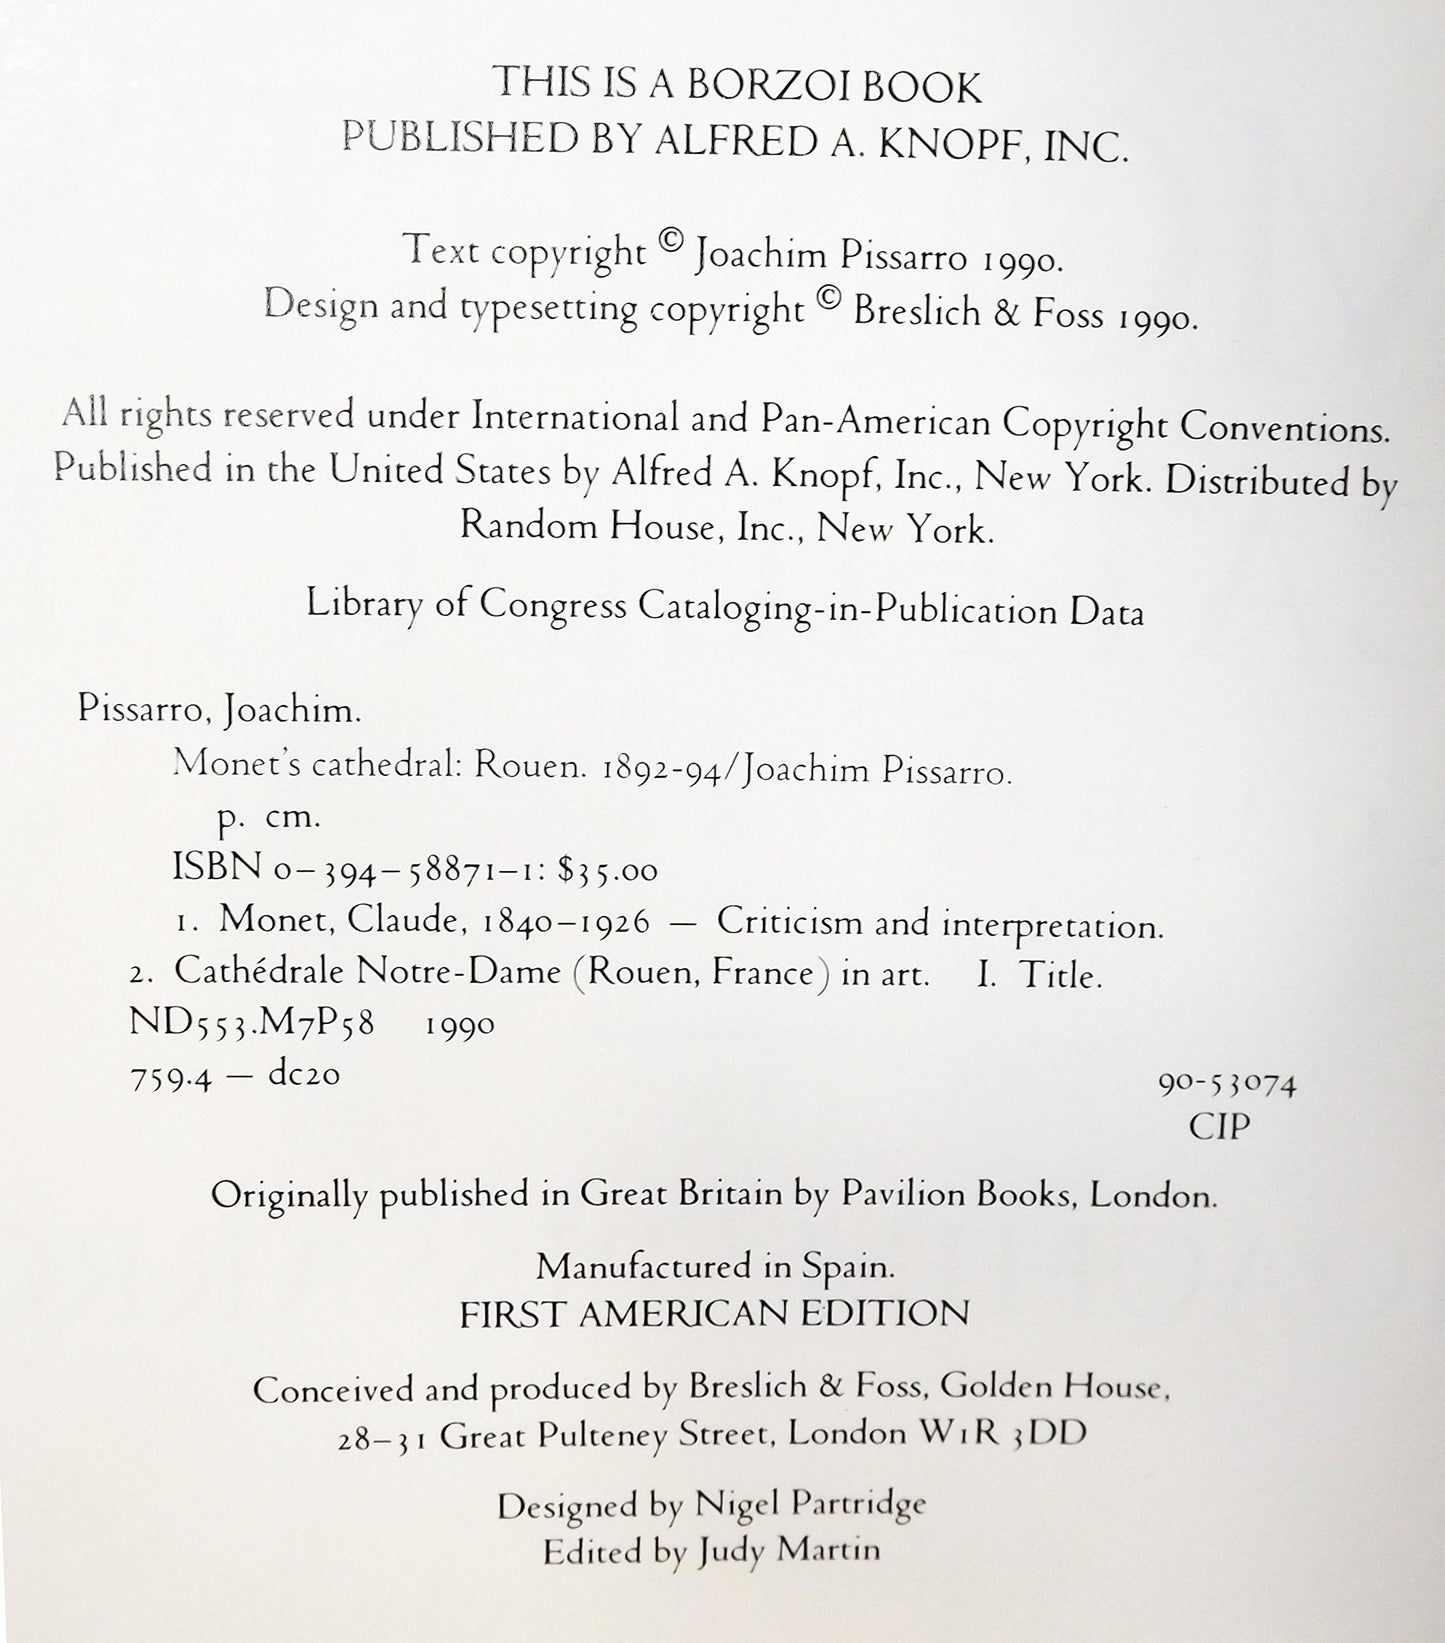 THIS IS A BORZOI BOOK
PUBLISHED BY ALFRED A. KNOPF, INC.
Text copyright © Joachim Pissarro 1990.
Design and typesetting copyright © Breslich & Foss 1990.
All rights reserved under International and Pan-American Copyright Conventions.
Published in the United States by Alfred A. Knopf, Inc., New York. Distributed by
Random House, Inc., New York.
Library of Congress Cataloging-in-Publication Data
Pissarro, Joachim.
Monet's cathedral: Rouen. 1892-94/Joachim Pissarro.
p. cm.
ISBN 0–394–58871–1: $35.00
1. Monet, Claude, 1840–1926 — Criticism and interpretation.
2. Cathédrale Notre-Dame (Rouen, France) in art. I. Title.
ND553.M7P58 1990
759.4 — dc20
90-53074
CIP
Originally published in Great Britain by Pavilion Books, London.
Manufactured in Spain.
FIRST AMERICAN EDITION
Conceived and produced by Breslich & Foss, Golden House,
28–31 Great Pulteney Street, London W1R 3DD
Designed by Nigel Partridge
Edited by Judy Martin